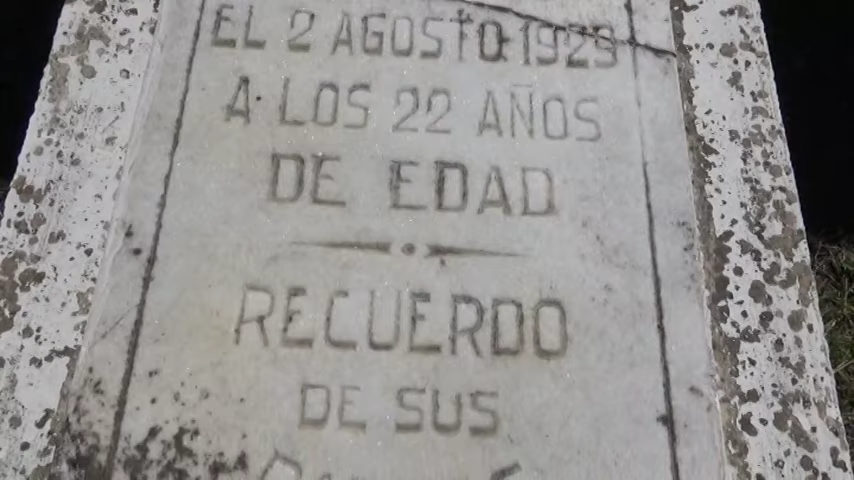 EL 2 AGOSTO 1929
A LOS 22 AÑOS
DE EDAD
RECUERDO
DE SUS